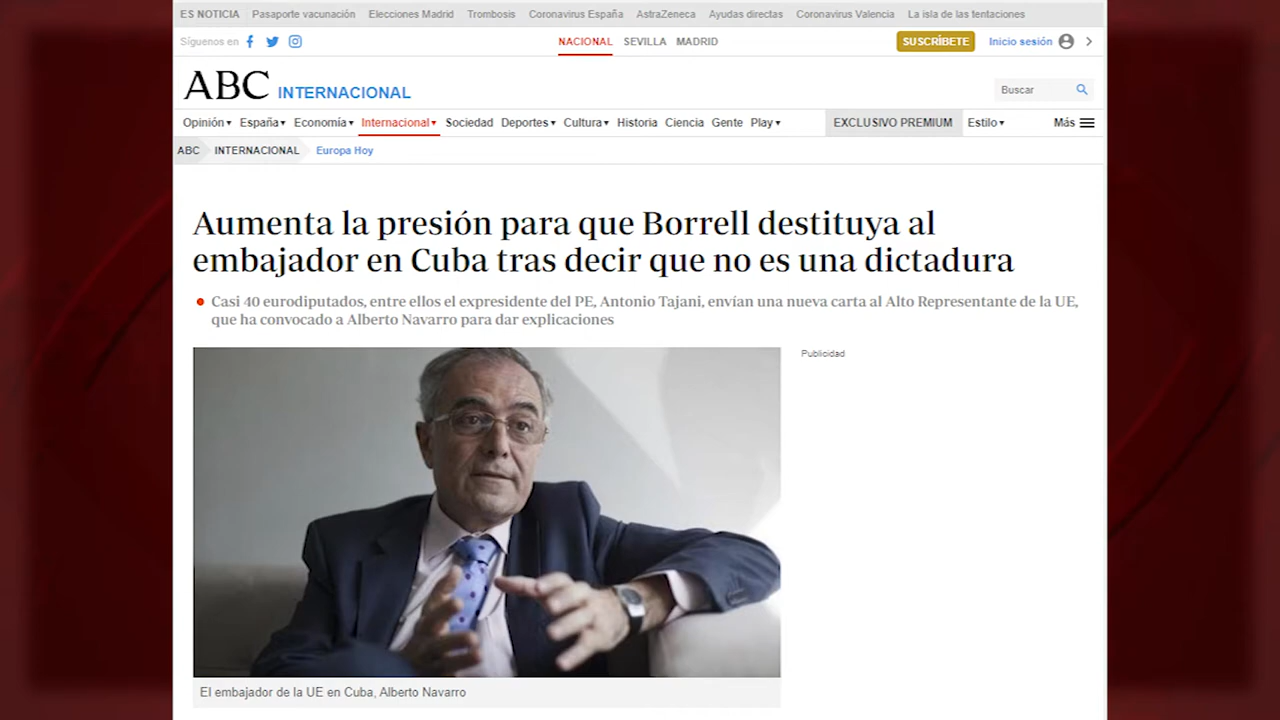 ES NOTICIA Pasaporte vacunación Elecciones Madrid Trombosis Coronavirus España AstraZeneca Ayudas directas Coronavirus Valencia La isla de las tentaciones
Síguenos en NACIONAL SEVILLA MADRID SUSCRÍBETE Inicio sesión
ABC INTERNACIONAL
Buscar
Opinión España Economía Internacional Sociedad Deportes Cultura Historia Ciencia Gente Play EXCLUSIVO PREMIUM Estilo Más
ABC INTERNACIONAL Europa Hoy
Aumenta la presión para que Borrell destituya al
embajador en Cuba tras decir que no es una dictadura
Casi 40 eurodiputados, entre ellos el expresidente del PE, Antonio Tajani, envían una nueva carta al Alto Representante de la UE,
que ha convocado a Alberto Navarro para dar explicaciones
Publicidad
El embajador de la UE en Cuba, Alberto Navarro